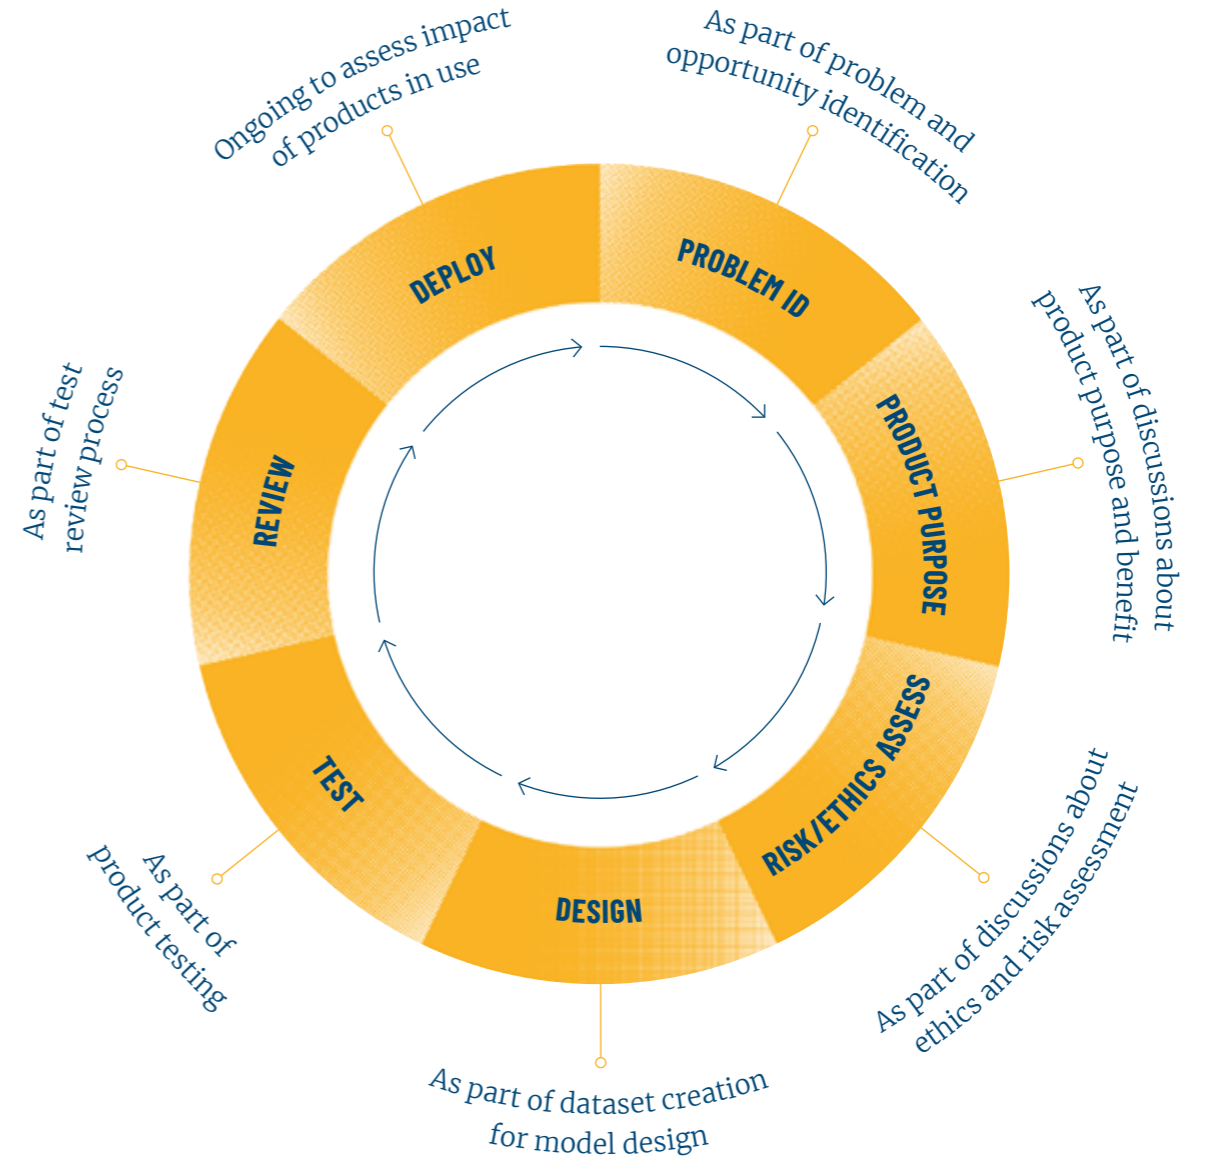 Ongoing to assess impact
of products in use
As part of problem and
opportunity identification
DEPLOY
PROBLEM ID
As part of discussions about
product purpose and benefit
PRODUCT PURPOSE
As part of test
review process
REVIEW
RISK/ETHICS ASSESS
As part of discussions about
ethics and risk assessment
TEST
As part of
product testing
DESIGN
As part of dataset creation
for model design